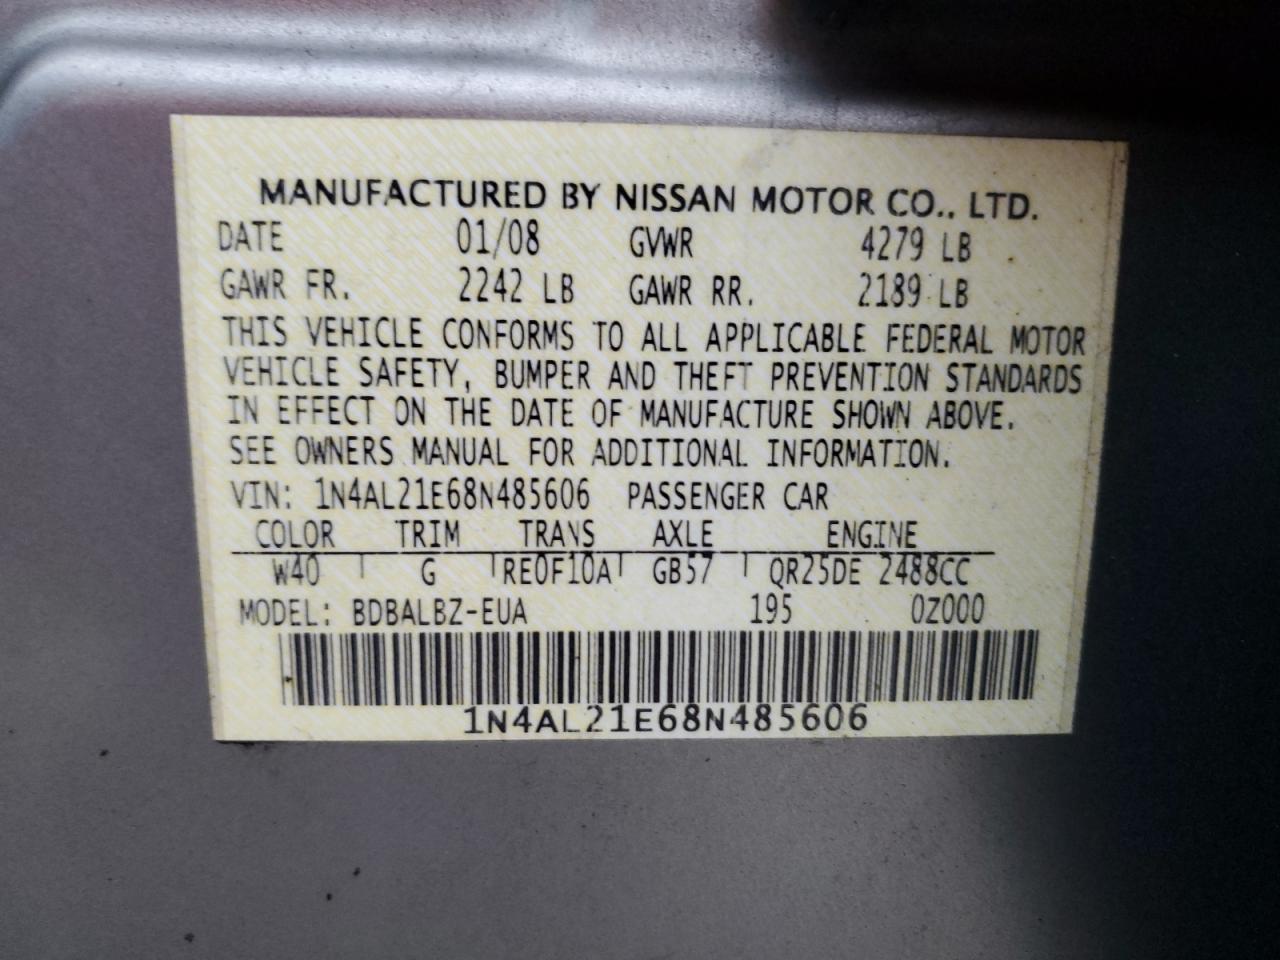 MANUFACTURED BY NISSAN MOTOR CO., LTD.
DATE 01/08 GVWR 4279 LB
GAWR FR. 2242 LB GAWR RR. 2189 LB
THIS VEHICLE CONFORMS TO ALL APPLICABLE FEDERAL MOTOR
VEHICLE SAFETY, BUMPER AND THEFT PREVENTION STANDARDS
IN EFFECT ON THE DATE OF MANUFACTURE SHOWN ABOVE.
SEE OWNERS MANUAL FOR ADDITIONAL INFORMATION.
VIN: 1N4AL21E68N485606 PASSENGER CAR
COLOR TRIM TRANS AXLE ENGINE
W40 G RE0F10A GB57 QR25DE 2488CC
MODEL: BDBALBZ-EUA 195 0Z000
1N4AL21E68N485606